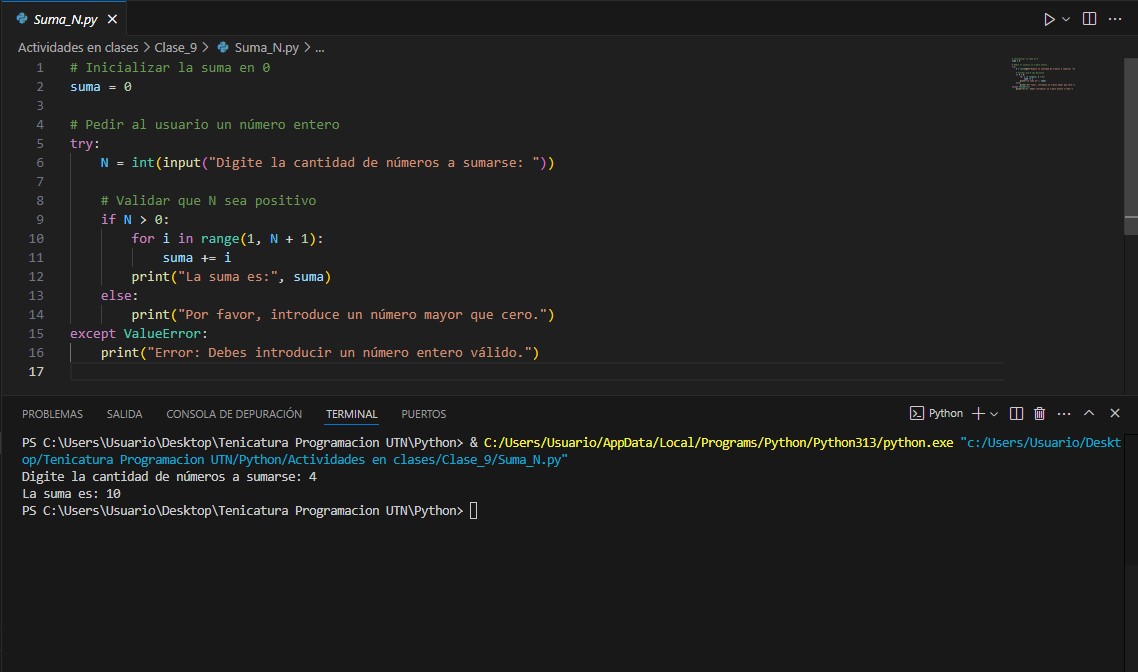 Suma_N.py
Actividades en clases > Clase_9 > Suma_N.py > ...
1 # Inicializar la suma en 0
2 suma = 0
3
4 # Pedir al usuario un número entero
5 try:
6 N = int(input("Digite la cantidad de números a sumarse: "))
7
8 # Validar que N sea positivo
9 if N > 0:
10 for i in range(1, N + 1):
11 suma += i
12 print("La suma es:", suma)
13 else:
14 print("Por favor, introduce un número mayor que cero.")
15 except ValueError:
16 print("Error: Debes introducir un número entero válido.")
17
PROBLEMAS SALIDA CONSOLA DE DEPURACIÓN TERMINAL PUERTOS Python
PS C:\Users\Usuario\Desktop\Tenicatura Programacion UTN\Python> & C:/Users/Usuario/AppData/Local/Programs/Python/Python313/python.exe "c:/Users/Usuario/Deskt
op/Tenicatura Programacion UTN/Python/Actividades en clases/Clase_9/Suma_N.py"
Digite la cantidad de números a sumarse: 4
La suma es: 10
PS C:\Users\Usuario\Desktop\Tenicatura Programacion UTN\Python>